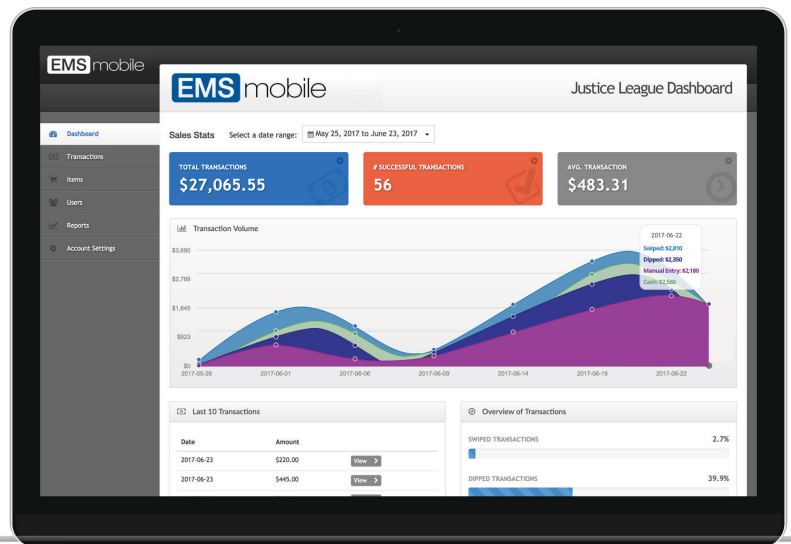 EMS mobile
EMS mobile
Justice League Dashboard
Dashboard
Transactions
Items
Users
Reports
Account Settings
Sales Stats Select a date range: May 25, 2017 to June 23, 2017
TOTAL TRANSACTIONS
$27,065.55
# SUCCESSFUL TRANSACTIONS
56
AVG. TRANSACTION
$483.31
Transaction Volume
2017-06-22
Swiped: $2,810
Dipped: $2,350
Manual Entry: $2,180
Cash: $2,560
$3,690
$2,768
$1,845
$923
$0
2017-05-26 2017-06-01 2017-06-06 2017-06-09 2017-06-14 2017-06-19 2017-06-22
Last 10 Transactions
Date Amount
2017-06-23 $220.00 View >
2017-06-23 $445.00 View >
Overview of Transactions
SWIPED TRANSACTIONS 2.7%
DIPPED TRANSACTIONS 39.9%